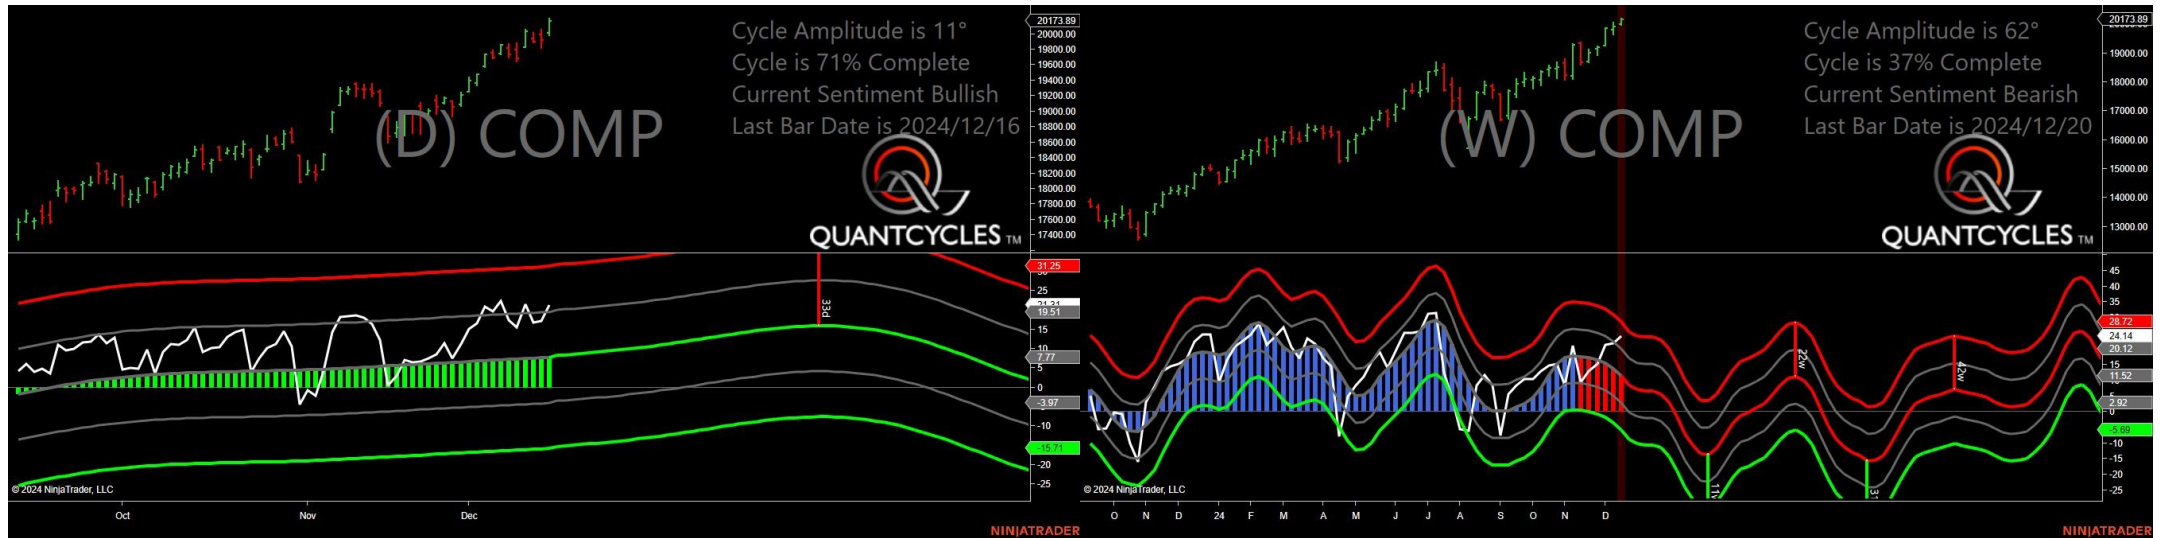 Cycle Amplitude is 11°
Cycle is 71% Complete
Current Sentiment Bullish
Last Bar Date is 2024/12/16
(D) COMP
QUANTCYCLES TM
20173.89
20000.00
19600.00
19400.00
19200.00
19000.00
18800.00
18600.00
18400.00
18200.00
18000.00
17800.00
17600.00
17400.00
31.25
25
21.31
19.51
15
10
7.77
5
0
-3.97
-10
-15.71
-20
-25
33d
© 2024 NinjaTrader, LLC
Oct
Nov
Dec
NINJATRADER
Cycle Amplitude is 62°
Cycle is 37% Complete
Current Sentiment Bearish
Last Bar Date is 2024/12/20
(W) COMP
QUANTCYCLES TM
20173.89
19000.00
18000.00
17000.00
16000.00
15000.00
14000.00
13000.00
45
40
35
28.72
24.14
20.12
15
11.52
2.92
0
-5.69
-10
-15
-20
-25
22w
42w
© 2024 NinjaTrader, LLC
O
N
D
24
F
M
A
M
J
J
A
S
O
N
D
NINJATRADER